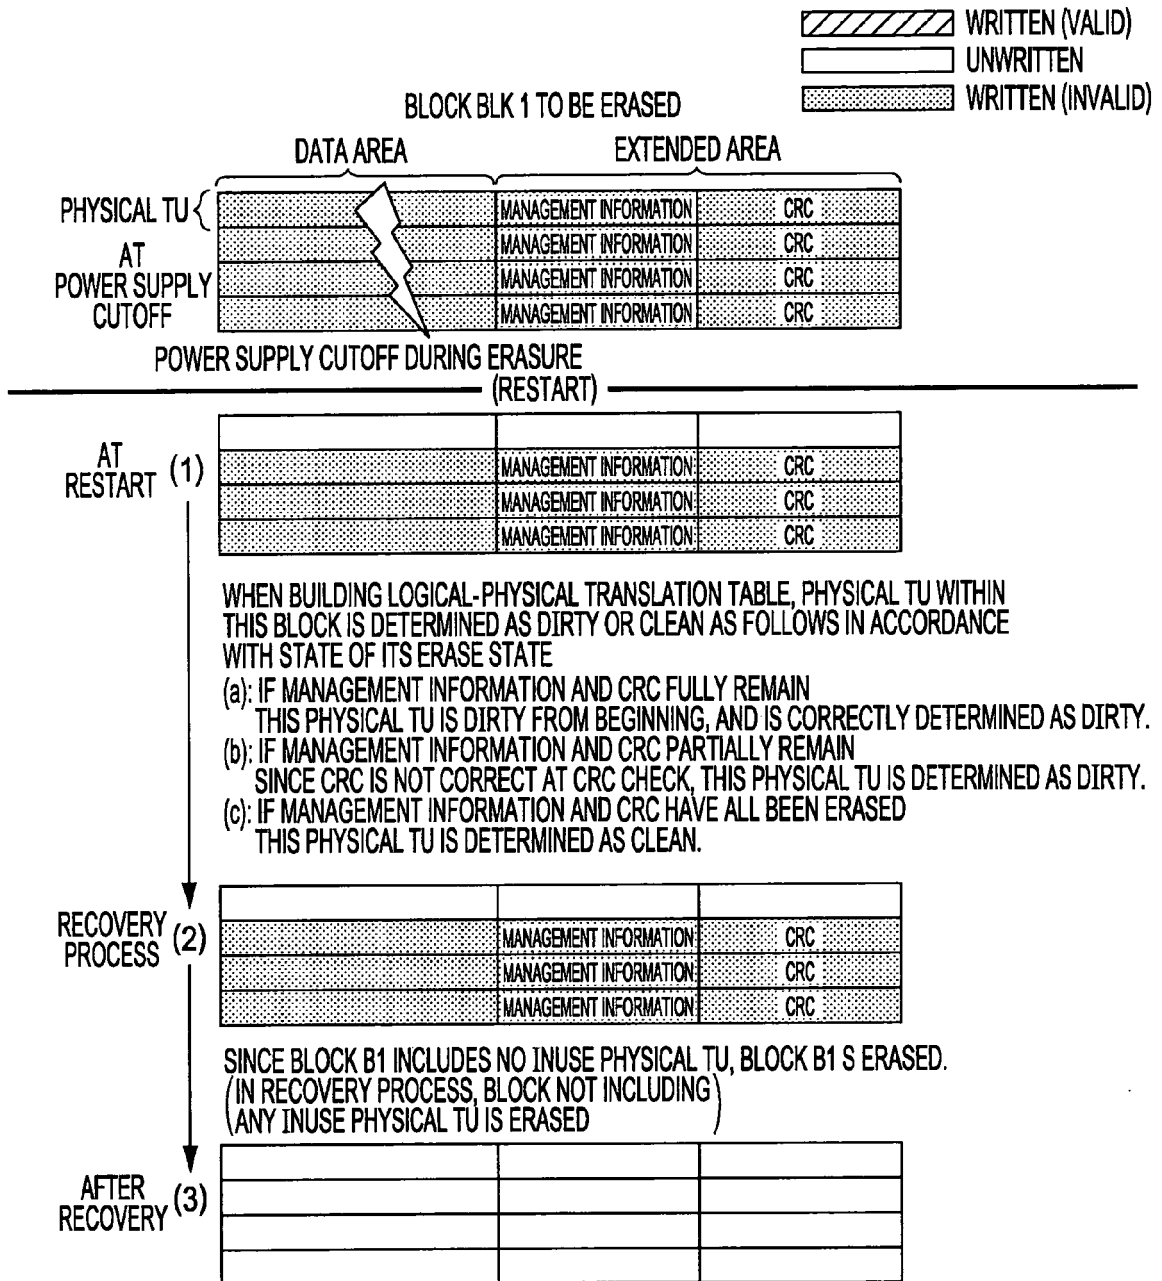 WRITTEN (VALID)
UNWRITTEN
WRITTEN (INVALID)
BLOCK BLK 1 TO BE ERASED
DATA AREA EXTENDED AREA
PHYSICAL TU MANAGEMENT INFORMATION CRC
AT MANAGEMENT INFORMATION CRC
POWER SUPPLY MANAGEMENT INFORMATION CRC
CUTOFF MANAGEMENT INFORMATION CRC
POWER SUPPLY CUTOFF DURING ERASURE
(RESTART)
AT
RESTART (1)
MANAGEMENT INFORMATION CRC
MANAGEMENT INFORMATION CRC
MANAGEMENT INFORMATION CRC
WHEN BUILDING LOGICAL-PHYSICAL TRANSLATION TABLE, PHYSICAL TU WITHIN
THIS BLOCK IS DETERMINED AS DIRTY OR CLEAN AS FOLLOWS IN ACCORDANCE
WITH STATE OF ITS ERASE STATE
(a): IF MANAGEMENT INFORMATION AND CRC FULLY REMAIN
THIS PHYSICAL TU IS DIRTY FROM BEGINNING, AND IS CORRECTLY DETERMINED AS DIRTY.
(b): IF MANAGEMENT INFORMATION AND CRC PARTIALLY REMAIN
SINCE CRC IS NOT CORRECT AT CRC CHECK, THIS PHYSICAL TU IS DETERMINED AS DIRTY.
(c): IF MANAGEMENT INFORMATION AND CRC HAVE ALL BEEN ERASED
THIS PHYSICAL TU IS DETERMINED AS CLEAN.
RECOVERY
PROCESS (2)
MANAGEMENT INFORMATION CRC
MANAGEMENT INFORMATION CRC
MANAGEMENT INFORMATION CRC
SINCE BLOCK B1 INCLUDES NO INUSE PHYSICAL TU, BLOCK B1 S ERASED.
(IN RECOVERY PROCESS, BLOCK NOT INCLUDING
ANY INUSE PHYSICAL TU IS ERASED)
AFTER
RECOVERY (3)